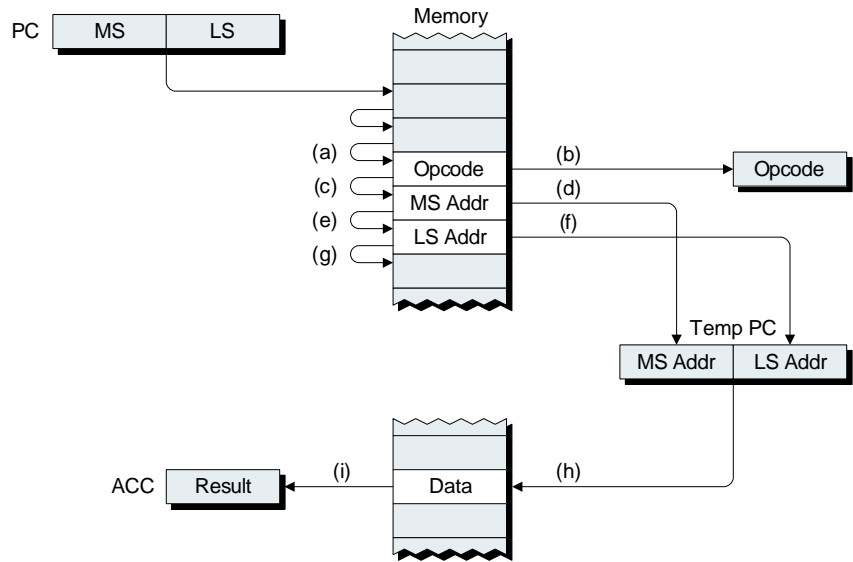 Memory
PC MS LS
(a)
Opcode (b) Opcode
(c) MS Addr (d)
(e) LS Addr (f)
(g)
Temp PC
MS Addr LS Addr
ACC Result (i) Data (h)